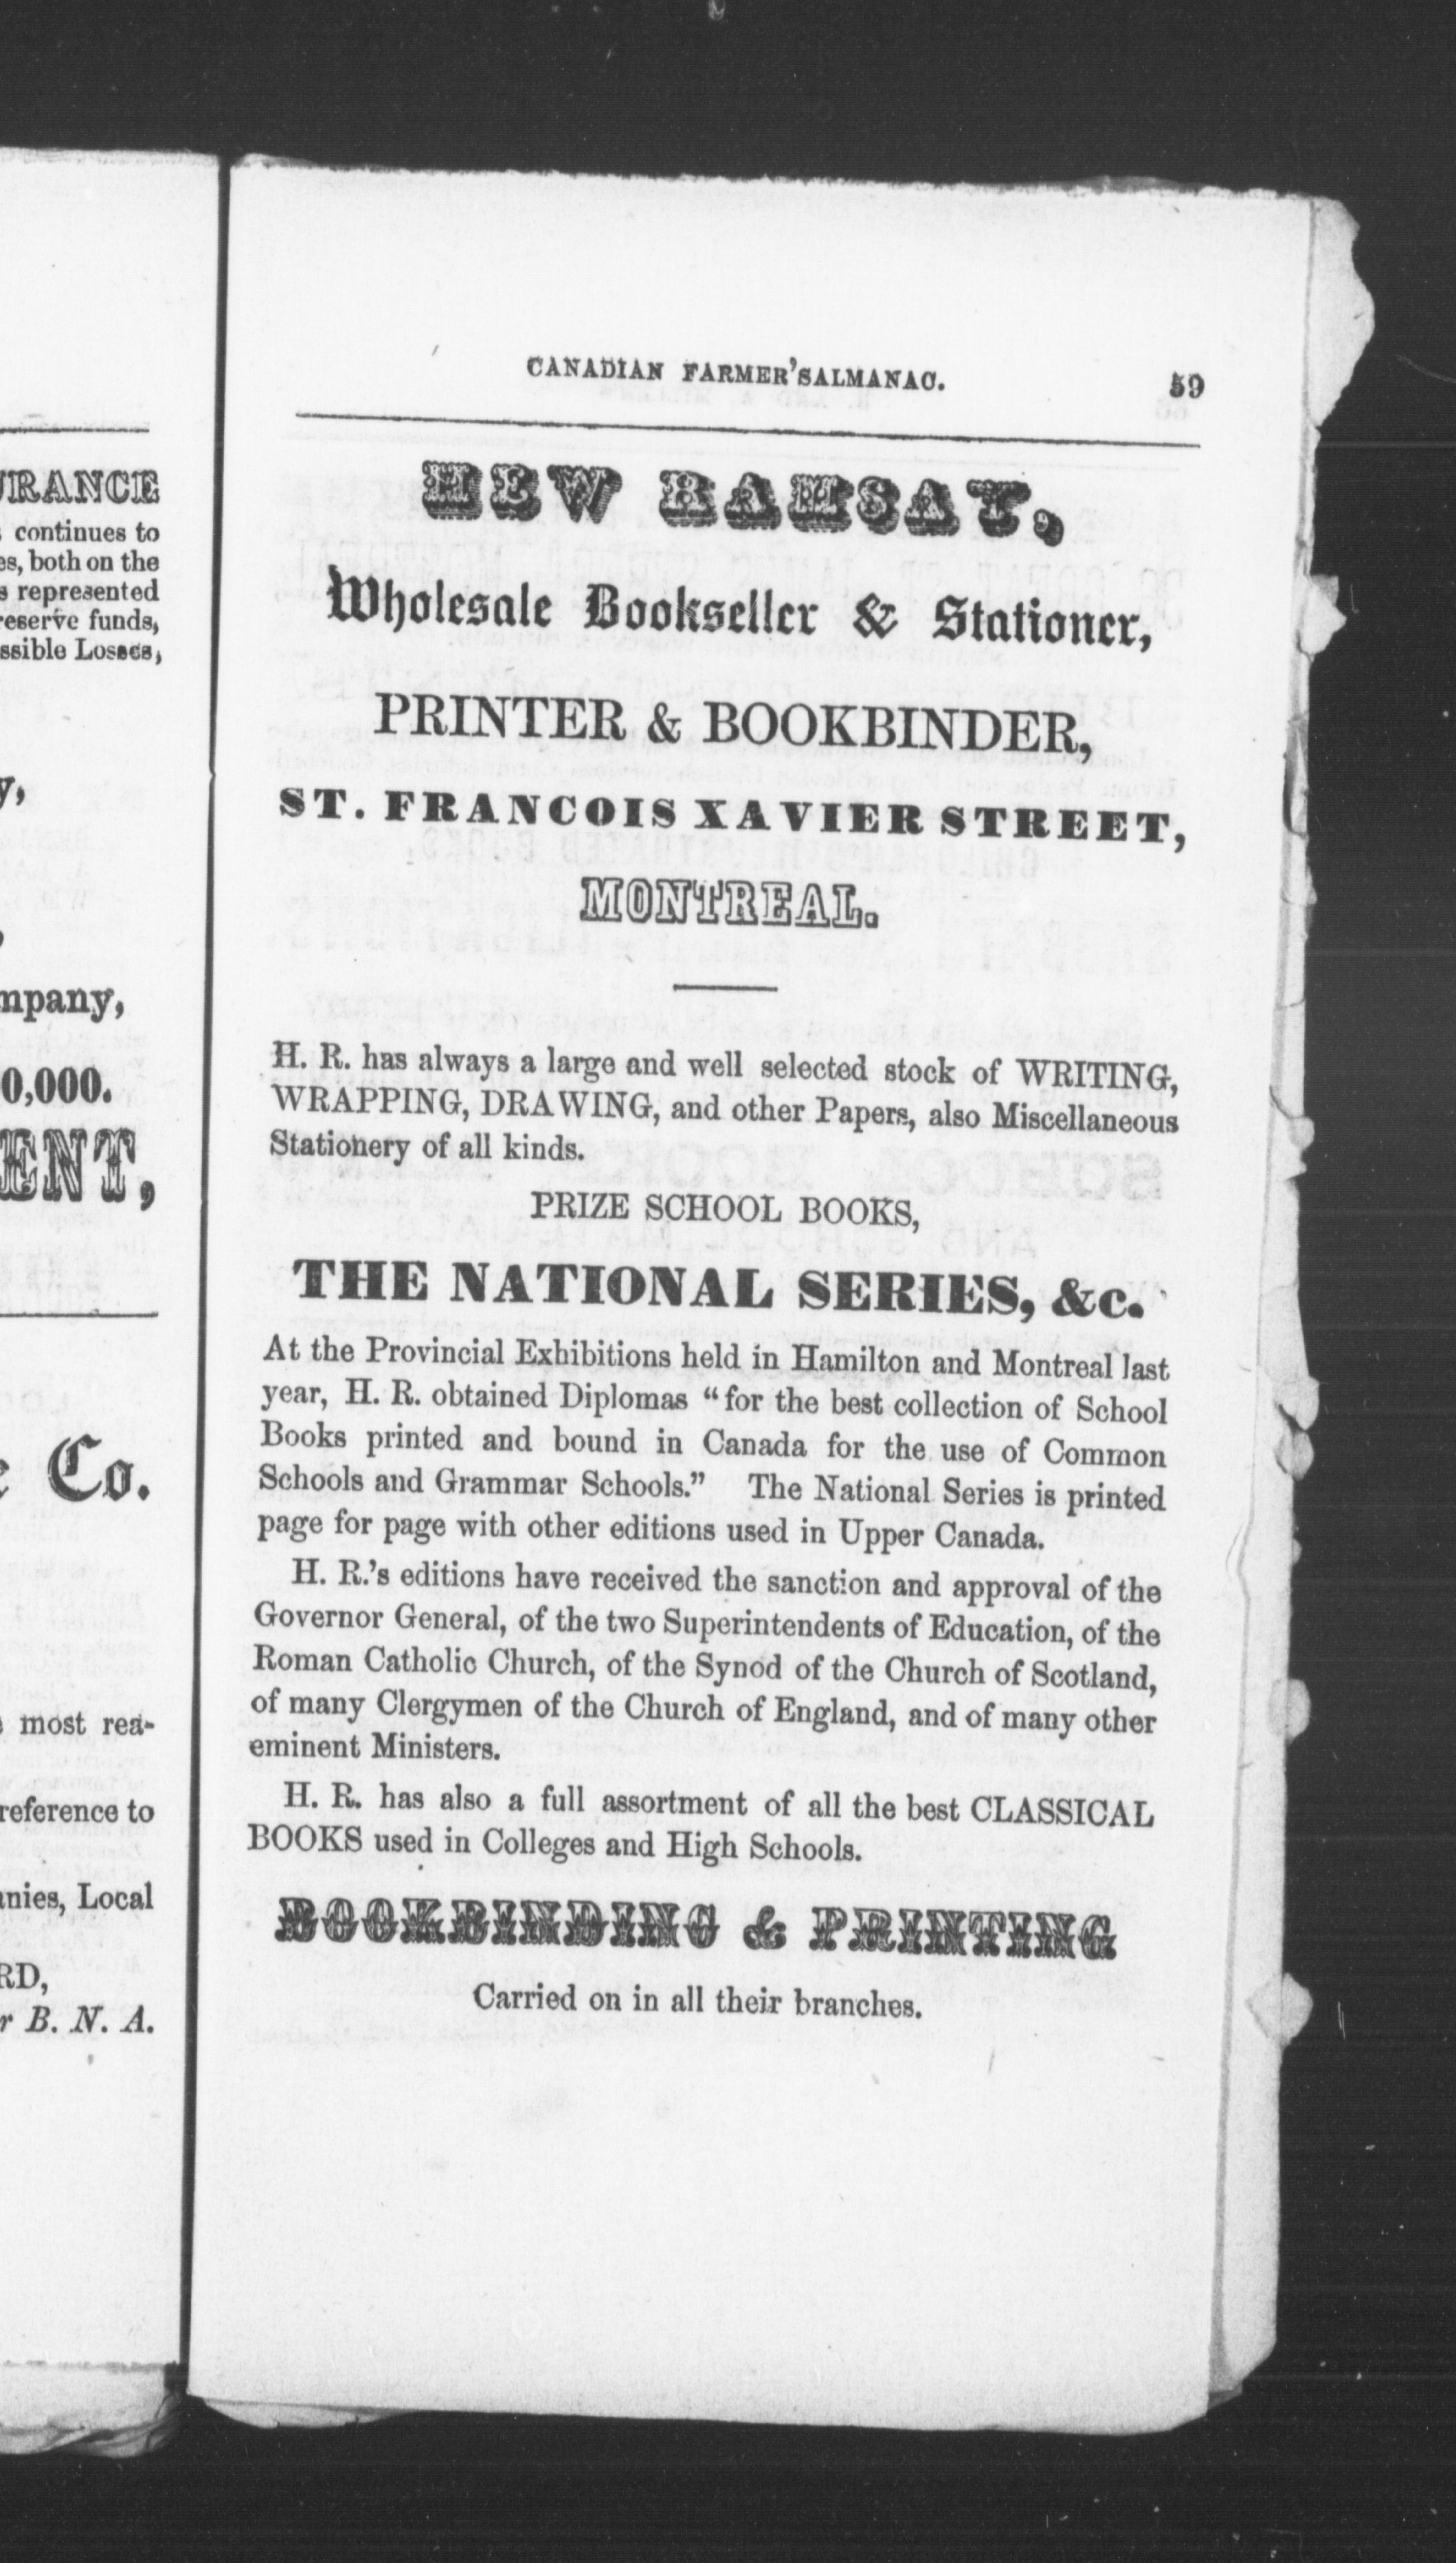 URANCE
continues to
es, both on the
s represented
reserve funds,
ssible Losses,
y,
mpany,
0,000.
ENT,
e Co.
most rea-
reference to
nies, Local
RD,
r B. N. A.
CANADIAN FARMER'SALMANAC.
59
HEW RAMSAY,
Wholesale Bookseller & Stationer,
PRINTER & BOOKBINDER,
ST. FRANCOIS XAVIER STREET,
MONTREAL.
H. R. has always a large and well selected stock of WRITING,
WRAPPING, DRAWING, and other Papers, also Miscellaneous
Stationery of all kinds.
PRIZE SCHOOL BOOKS,
THE NATIONAL SERIES, &c.
At the Provincial Exhibitions held in Hamilton and Montreal last
year, H. R. obtained Diplomas "for the best collection of School
Books printed and bound in Canada for the use of Common
Schools and Grammar Schools." The National Series is printed
page for page with other editions used in Upper Canada.
H. R.'s editions have received the sanction and approval of the
Governor General, of the two Superintendents of Education, of the
Roman Catholic Church, of the Synod of the Church of Scotland,
of many Clergymen of the Church of England, and of many other
eminent Ministers.
H. R. has also a full assortment of all the best CLASSICAL
BOOKS used in Colleges and High Schools.
BOOKBINDING & PRINTING
Carried on in all their branches.